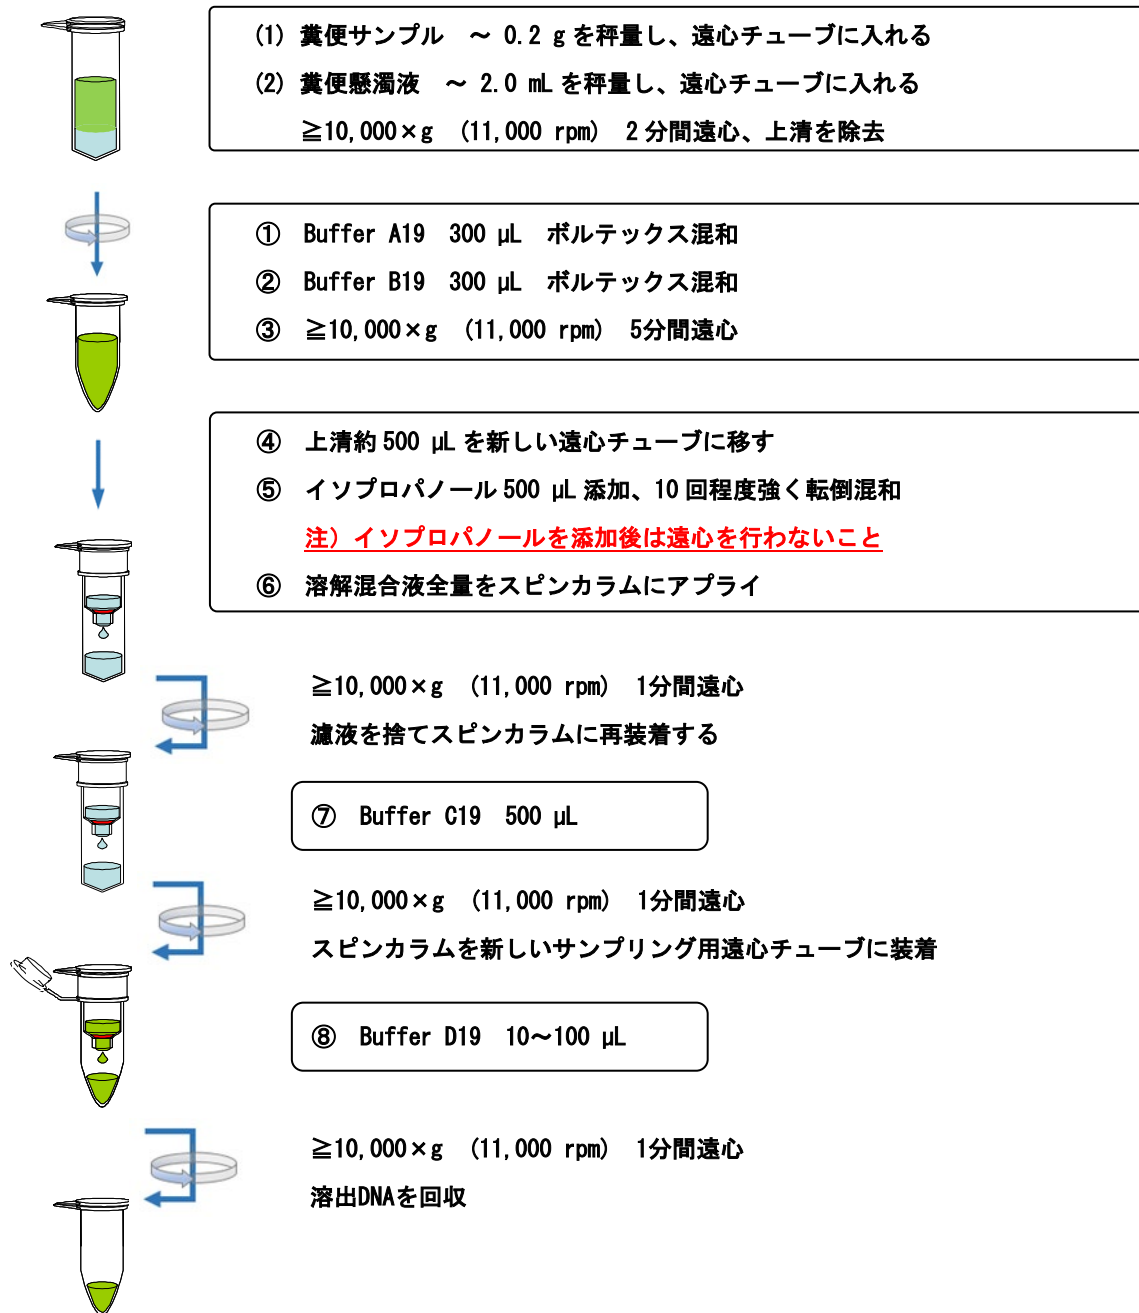 (1) 糞便サンプル ～ 0.2 g を秤量し、遠心チューブに入れる
(2) 糞便懸濁液 ～ 2.0 mL を秤量し、遠心チューブに入れる
≧10,000×g (11,000 rpm) 2 分間遠心、上清を除去
① Buffer A19 300 μL ボルテックス混和
② Buffer B19 300 μL ボルテックス混和
③ ≧10,000×g (11,000 rpm) 5分間遠心
④ 上清約 500 μL を新しい遠心チューブに移す
⑤ イソプロパノール 500 μL 添加、10 回程度強く転倒混和
注）イソプロパノールを添加後は遠心を行わないこと
⑥ 溶解混合液全量をスピンカラムにアプライ
≧10,000×g (11,000 rpm) 1分間遠心
濾液を捨てスピンカラムに再装着する
⑦ Buffer C19 500 μL
≧10,000×g (11,000 rpm) 1分間遠心
スピンカラムを新しいサンプリング用遠心チューブに装着
⑧ Buffer D19 10～100 μL
≧10,000×g (11,000 rpm) 1分間遠心
溶出DNAを回収